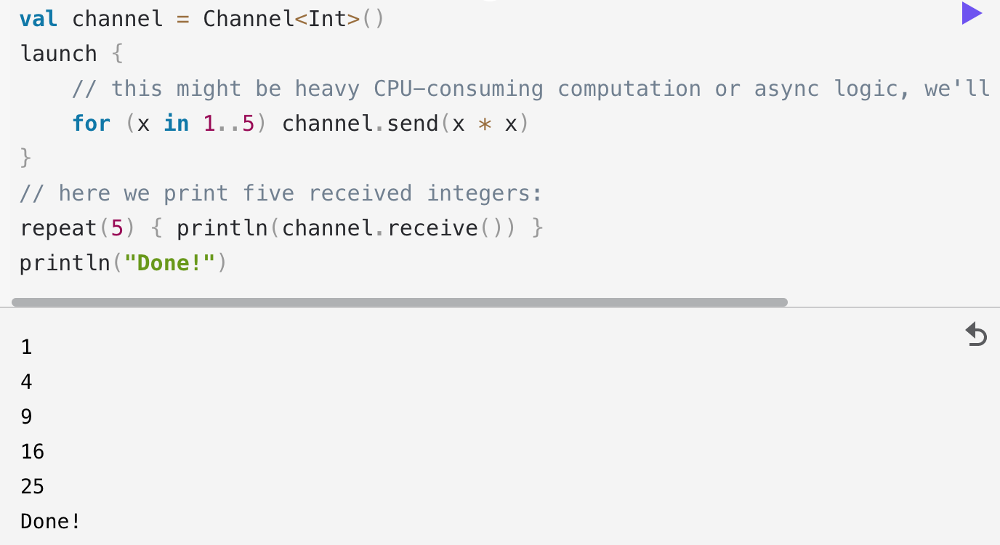 val channel = Channel<Int>()
launch {
    // this might be heavy CPU-consuming computation or async logic, we'll
    for (x in 1..5) channel.send(x * x)
}
// here we print five received integers:
repeat(5) { println(channel.receive()) }
println("Done!")
1
4
9
16
25
Done!